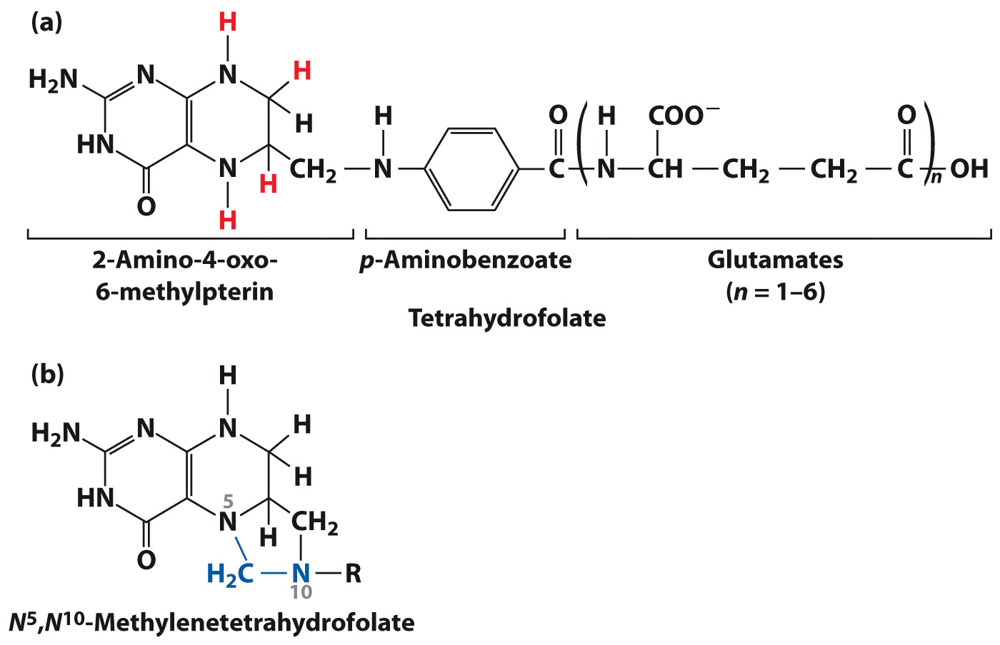 (a)
H
H₂N N N H
H
HN N H
CH₂ — N C N — CH — CH₂ — CH₂ — C n OH
H H O H COO⁻ O
O H
2-Amino-4-oxo-
6-methylpterin
p-Aminobenzoate
Glutamates
(n = 1–6)
Tetrahydrofolate
(b)
H
H₂N N N H
H
HN 5
N H CH₂
O H₂C — N — R
10
N⁵,N¹⁰-Methylenetetrahydrofolate